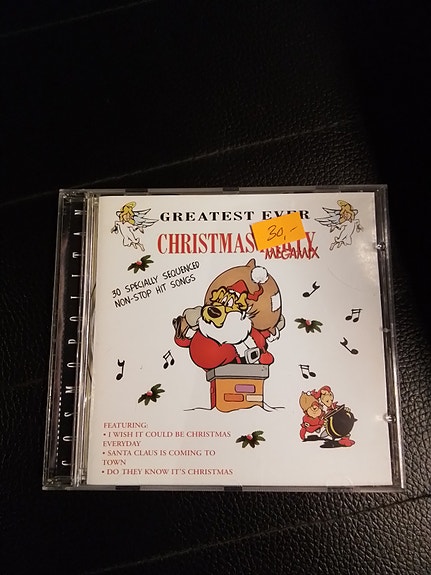 GREATEST EVER
30,-
CHRISTMAS PARTY
MEGAMIX
30 SPECIALLY SEQUENCED
NON-STOP HIT SONGS
COSMOPOLITAN
FEATURING:
• I WISH IT COULD BE CHRISTMAS
EVERYDAY
• SANTA CLAUS IS COMING TO
TOWN
• DO THEY KNOW IT'S CHRISTMAS